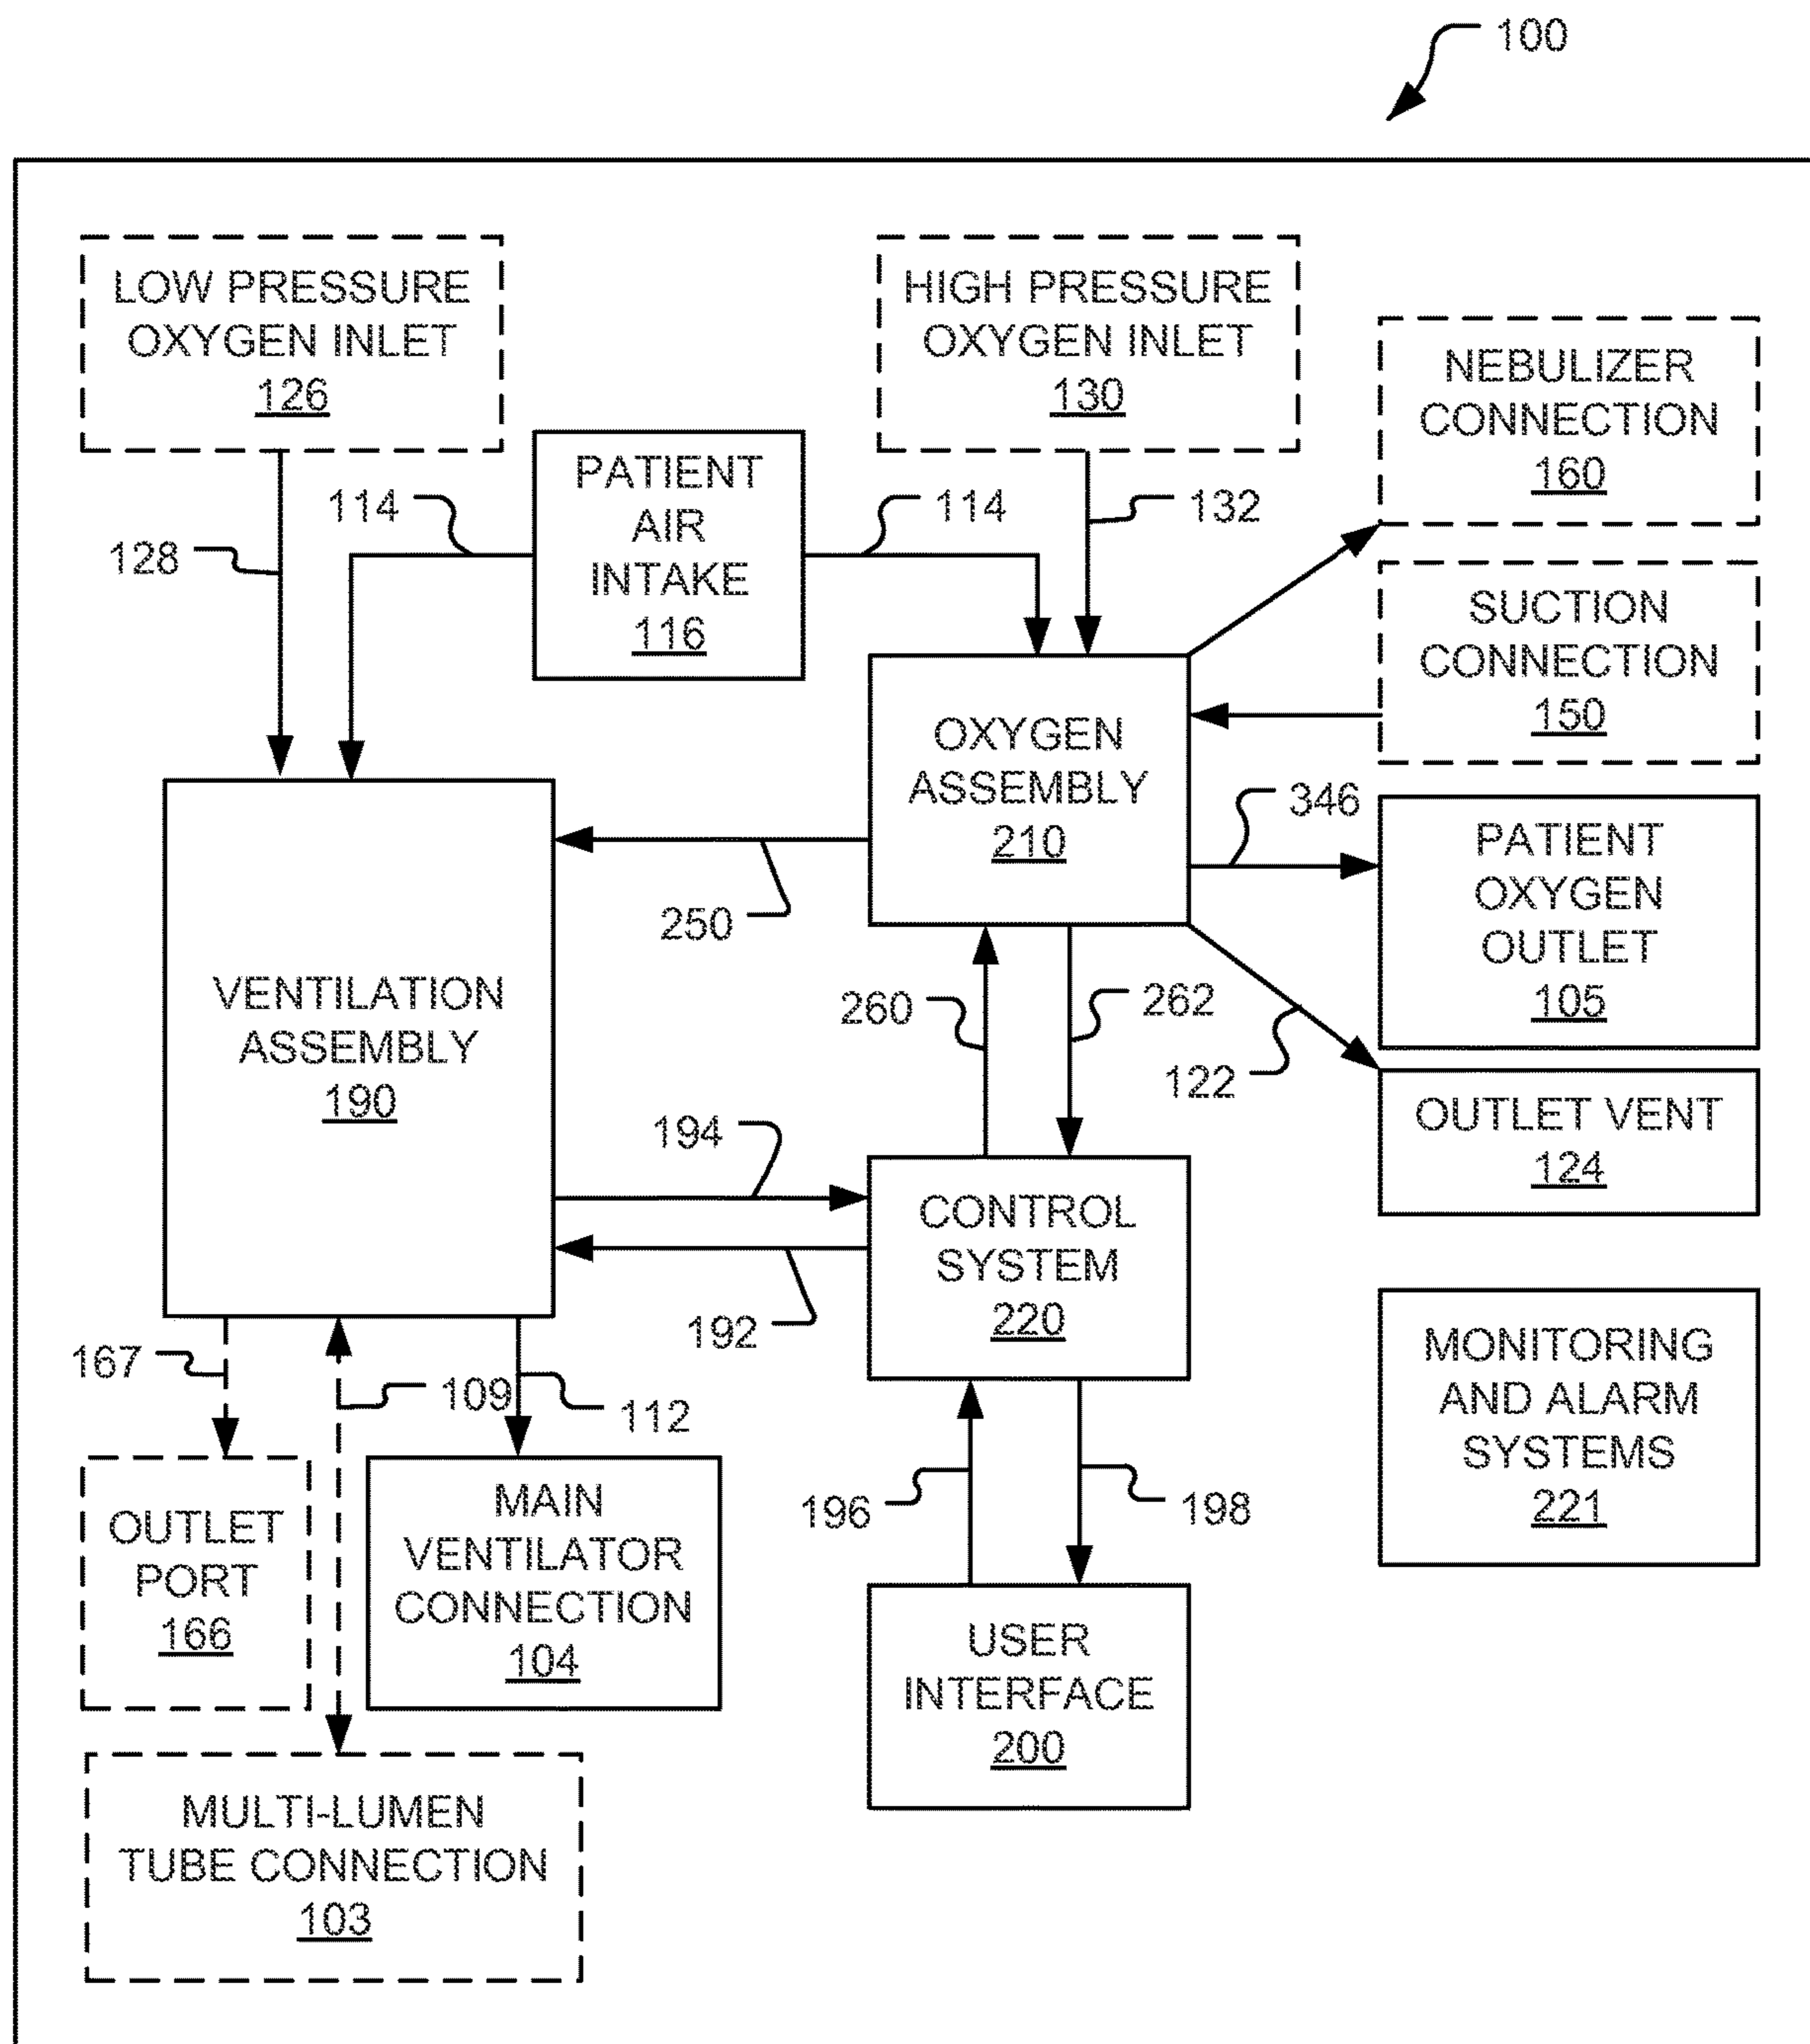 100
LOW PRESSURE
OXYGEN INLET
126
HIGH PRESSURE
OXYGEN INLET
130
NEBULIZER
CONNECTION
160
PATIENT
AIR
INTAKE
116
114
114
132
128
SUCTION
CONNECTION
150
OXYGEN
ASSEMBLY
210
346
PATIENT
OXYGEN
OUTLET
105
250
VENTILATION
ASSEMBLY
190
260
262
122
OUTLET VENT
124
194
CONTROL
SYSTEM
220
192
MONITORING
AND ALARM
SYSTEMS
221
167
109
112
196
198
OUTLET
PORT
166
MAIN
VENTILATOR
CONNECTION
104
USER
INTERFACE
200
MULTI-LUMEN
TUBE CONNECTION
103